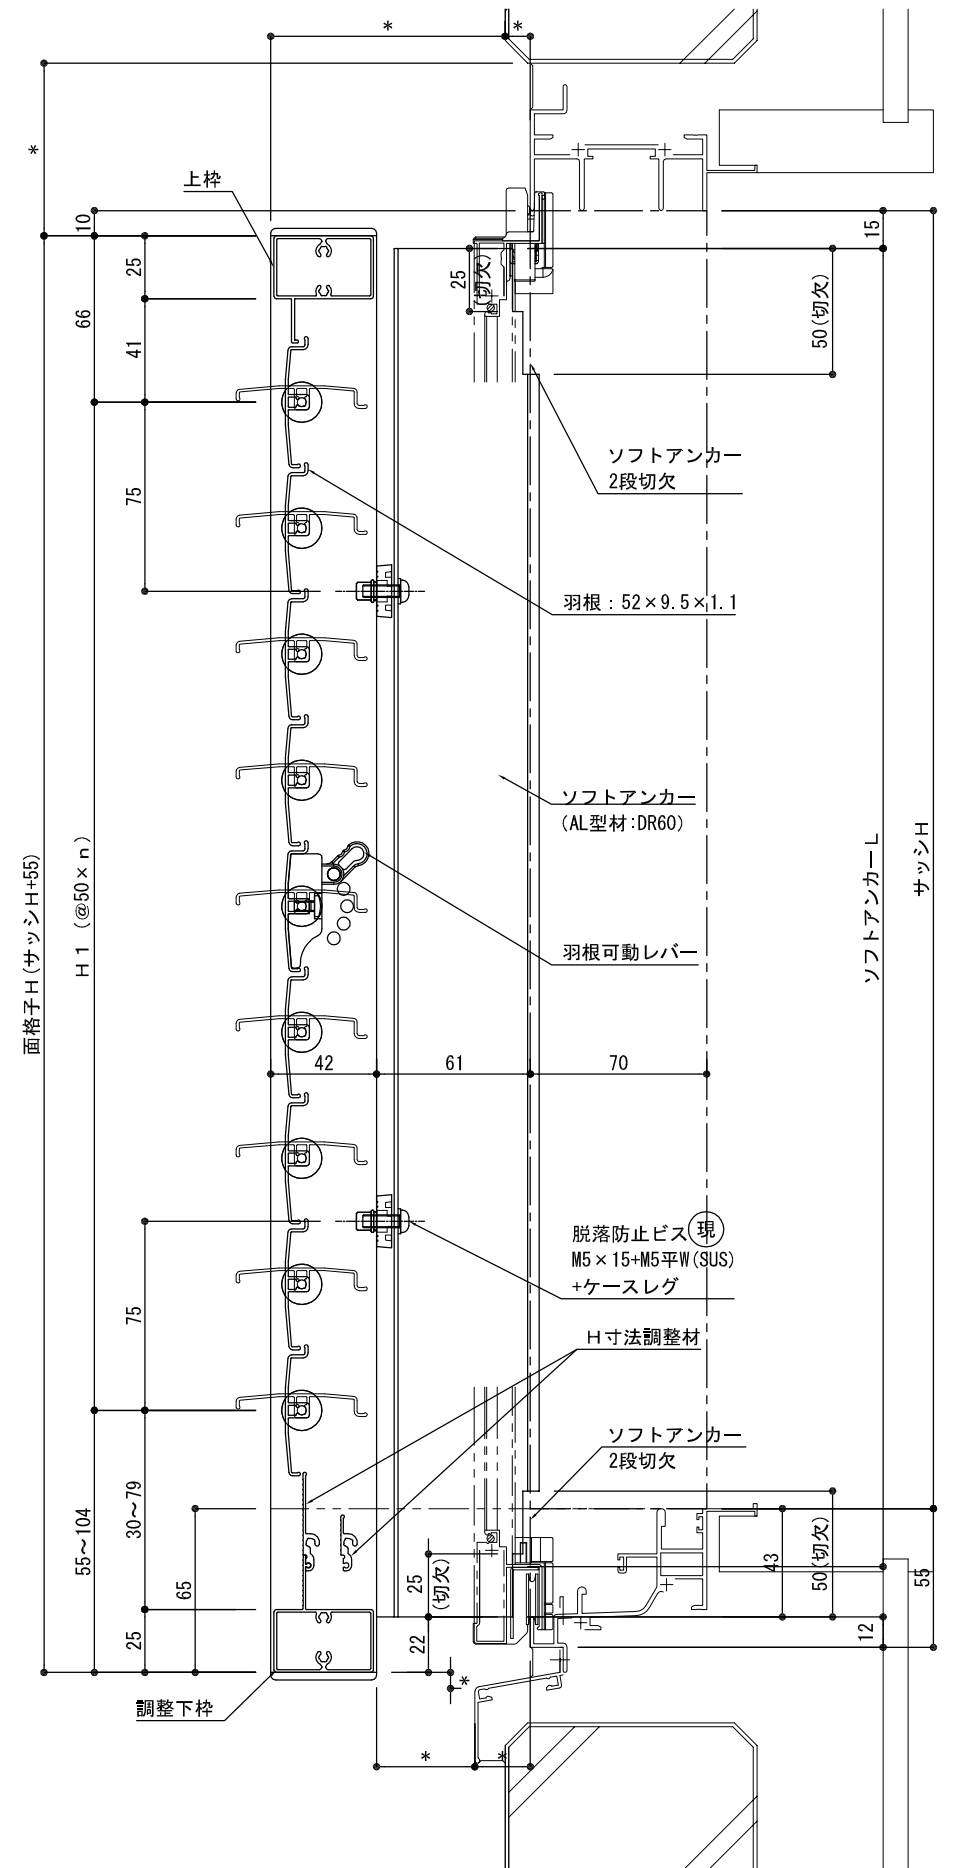 *
*
*
上枠
10
15
25
66
41
25
(切欠)
50(切欠)
75
ソフトアンカー
2段切欠
羽根：52×9.5×1.1
ソフトアンカー
(AL型材:DR60)
面格子H(サッシH+55)
H1 (@50×n)
ソフトアンカーL
サッシH
羽根可動レバー
42
61
70
脱落防止ビス 現
M5×15+M5平W(SUS)
+ケースレグ
75
H寸法調整材
ソフトアンカー
2段切欠
55～104
30～79
65
25
(切欠)
43
50(切欠)
55
25
22
12
*
調整下枠
*
*